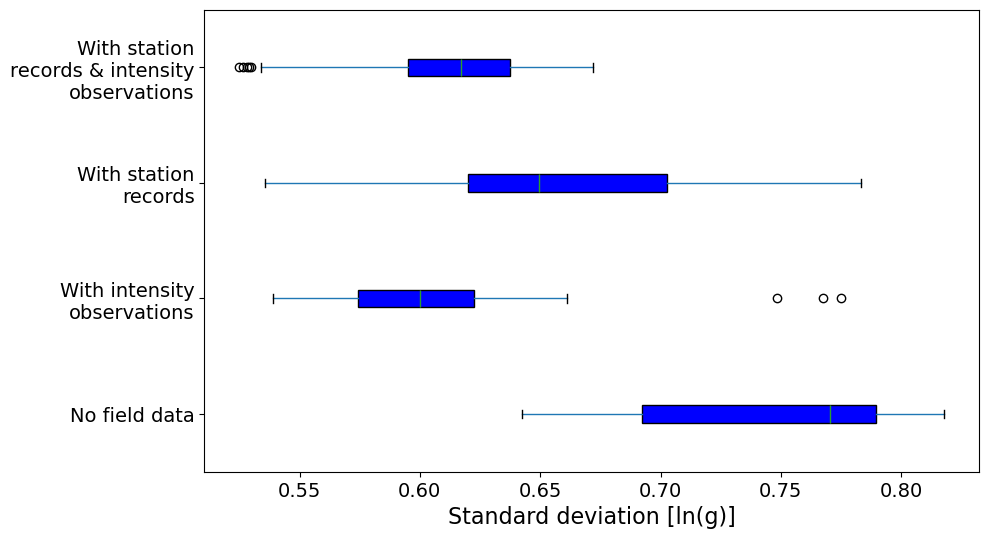 With station
records & intensity
observations
With station
records
With intensity
observations
No field data
0.55 0.60 0.65 0.70 0.75 0.80
Standard deviation [ln(g)]